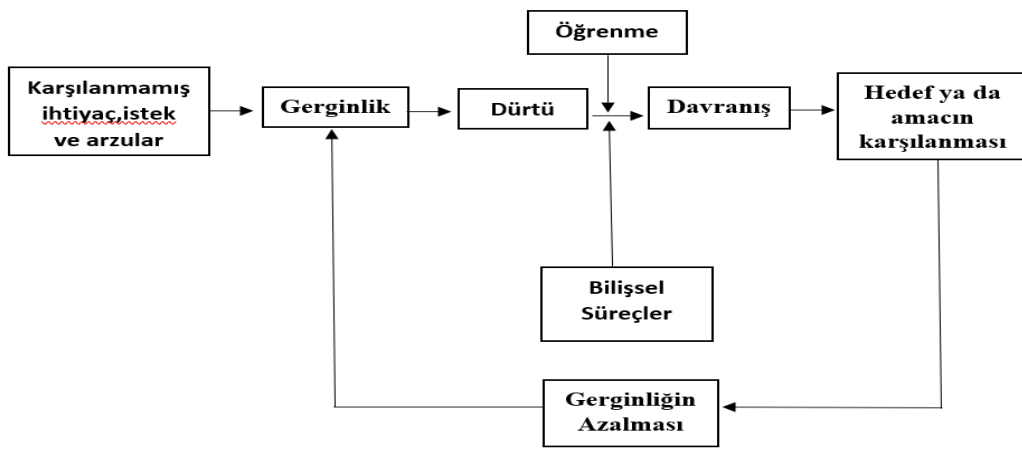 Öğrenme
Karşılanmamış
ihtiyaç,istek
ve arzular
Gerginlik
Dürtü
Davranış
Hedef ya da
amacın
karşılanması
Bilişsel
Süreçler
Gerginliğin
Azalması